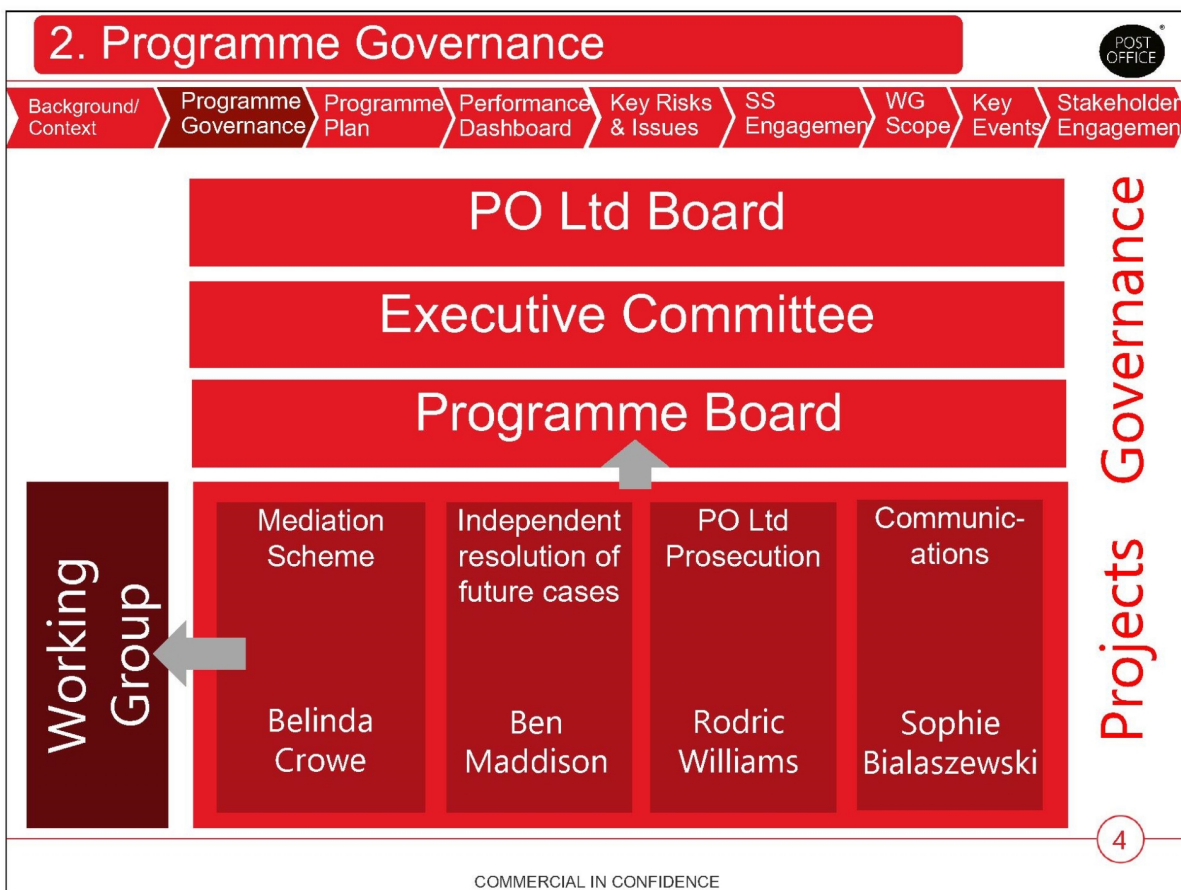 2. Programme Governance
POST
OFFICE
®
Background/
Context
Programme
Governance
Programme
Plan
Performance
Dashboard
Key Risks
& Issues
SS
Engagemen
WG
Scope
Key
Events
Stakeholder
Engagemen
PO Ltd Board
Executive Committee
Programme Board
Governance
Working
Group
Mediation
Scheme
Belinda
Crowe
Independent
resolution of
future cases
Ben
Maddison
PO Ltd
Prosecution
Rodric
Williams
Communic-
ations
Sophie
Bialaszewski
Projects
4
COMMERCIAL IN CONFIDENCE